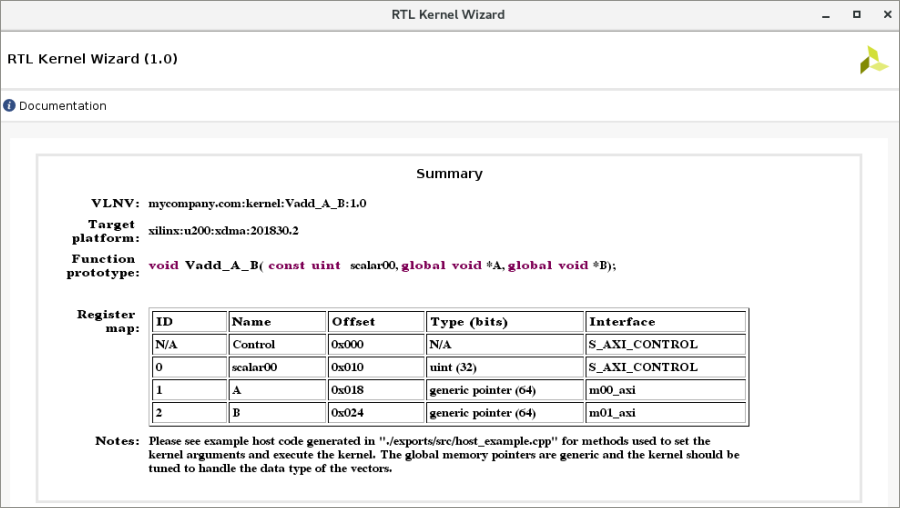 RTL Kernel Wizard
RTL Kernel Wizard (1.0)
Documentation
Summary
VLNV: mycompany.com:kernel:Vadd_A_B:1.0
Target platform: xilinx:u200:xdma:201830.2
Function prototype: void Vadd_A_B( const uint scalar00, global void *A, global void *B);
Register map:
ID Name Offset Type (bits) Interface
N/A Control 0x000 N/A S_AXI_CONTROL
0 scalar00 0x010 uint (32) S_AXI_CONTROL
1 A 0x018 generic pointer (64) m00_axi
2 B 0x024 generic pointer (64) m01_axi
Notes: Please see example host code generated in "./exports/src/host_example.cpp" for methods used to set the
kernel arguments and execute the kernel. The global memory pointers are generic and the kernel should be
tuned to handle the data type of the vectors.